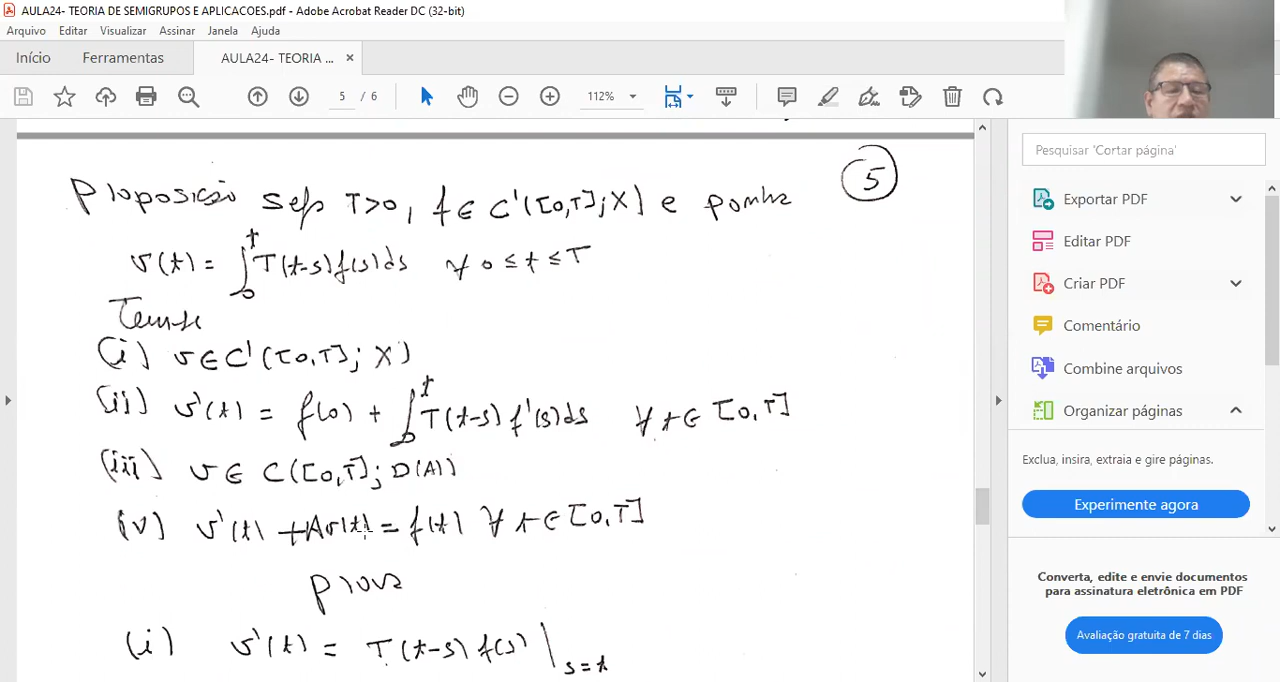 AULA24- TEORIA DE SEMIGRUPOS E APLICACOES.pdf - Adobe Acrobat Reader DC (32-bit)
Arquivo Editar Visualizar Assinar Janela Ajuda
Início Ferramentas AULA24- TEORIA ... ×
5 / 6 112%
Pesquisar 'Cortar página'
Exportar PDF
Editar PDF
Criar PDF
Comentário
Combine arquivos
Organizar páginas
Exclua, insira, extraia e gire páginas.
Experimente agora
Converta, edite e envie documentos
para assinatura eletrônica em PDF
Avaliação gratuita de 7 dias
5
Proposição Seja T>0, f∈ C'([0,T];X) e ponha
v(t) = ∫₀ᵗ T(t-s)f(s)ds ∀ 0 ≤ t ≤ T
Tem-se
(i) v∈C'([0,T]; X)
(ii) v'(t) = f(0) + ∫₀ᵗ T(t-s) f'(s)ds ∀ t∈ [0,T]
(iii) v ∈ C([0,T]; D(A))
(v) v'(t) + Av(t) = f(t) ∀ t∈ [0,T]
prova
(i) v'(t) = T(t-s) f(s) |s=t